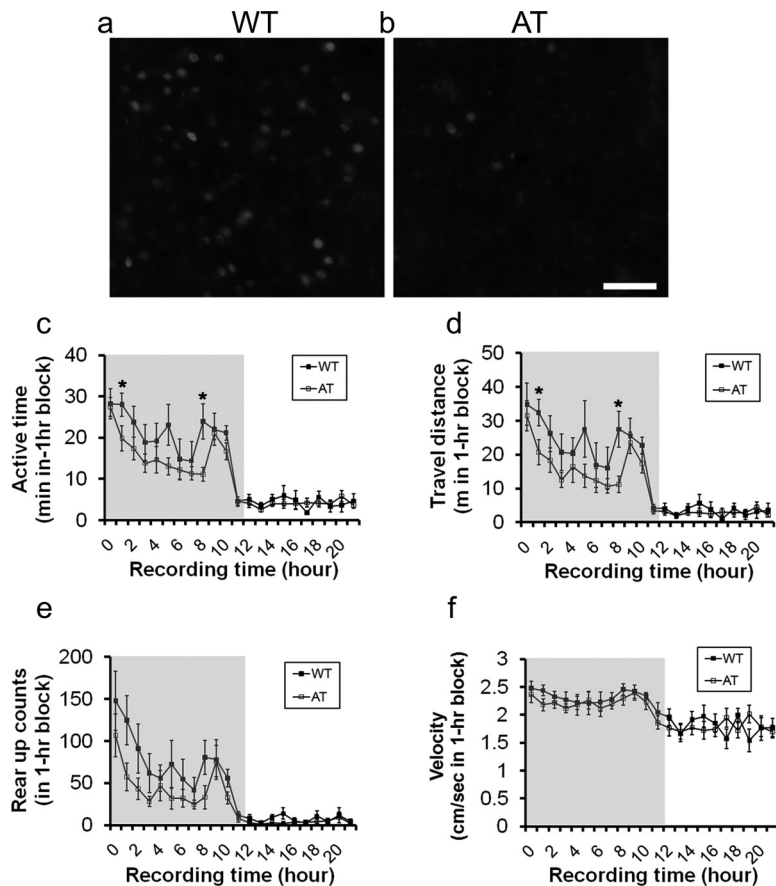 a WT b AT
c
Active time
(min in-1hr block)
40
30
20
10
0
*
*
WT
AT
0 2 4 6 8 10 12 14 16 18 20
Recording time (hour)
d
Travel distance
(m in 1-hr block)
50
40
30
20
10
0
*
*
WT
AT
0 2 4 6 8 10 12 14 16 18 20
Recording time (hour)
e
Rear up counts
(in 1-hr block)
200
150
100
50
0
WT
AT
0 2 4 6 8 10 12 14 16 18 20
Recording time (hour)
f
Velocity
(cm/sec in 1-hr block)
3
2.5
2
1.5
1
0.5
0
WT
AT
0 2 4 6 8 10 12 14 16 18 20
Recording time (hour)